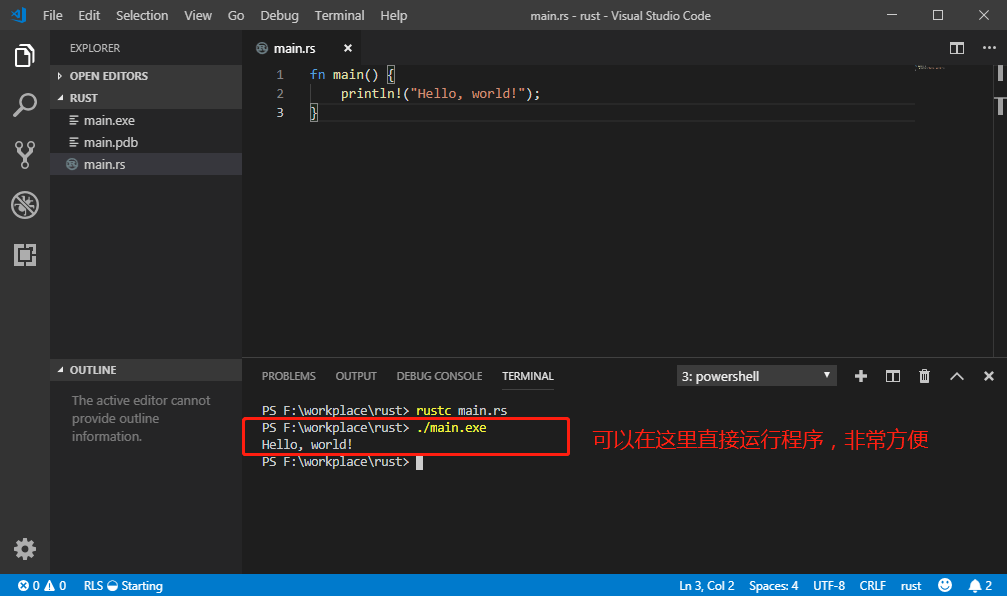 File Edit Selection View Go Debug Terminal Help
main.rs - rust - Visual Studio Code
EXPLORER
OPEN EDITORS
RUST
main.exe
main.pdb
main.rs
OUTLINE
The active editor cannot
provide outline
information.
main.rs
1 fn main() {
2 println!("Hello, world!");
3 }
PROBLEMS OUTPUT DEBUG CONSOLE TERMINAL
3: powershell
PS F:\workplace\rust> rustc main.rs
PS F:\workplace\rust> ./main.exe
Hello, world!
PS F:\workplace\rust>
可以在这里直接运行程序，非常方便
0 0 RLS Starting
Ln 3, Col 2 Spaces: 4 UTF-8 CRLF rust 2